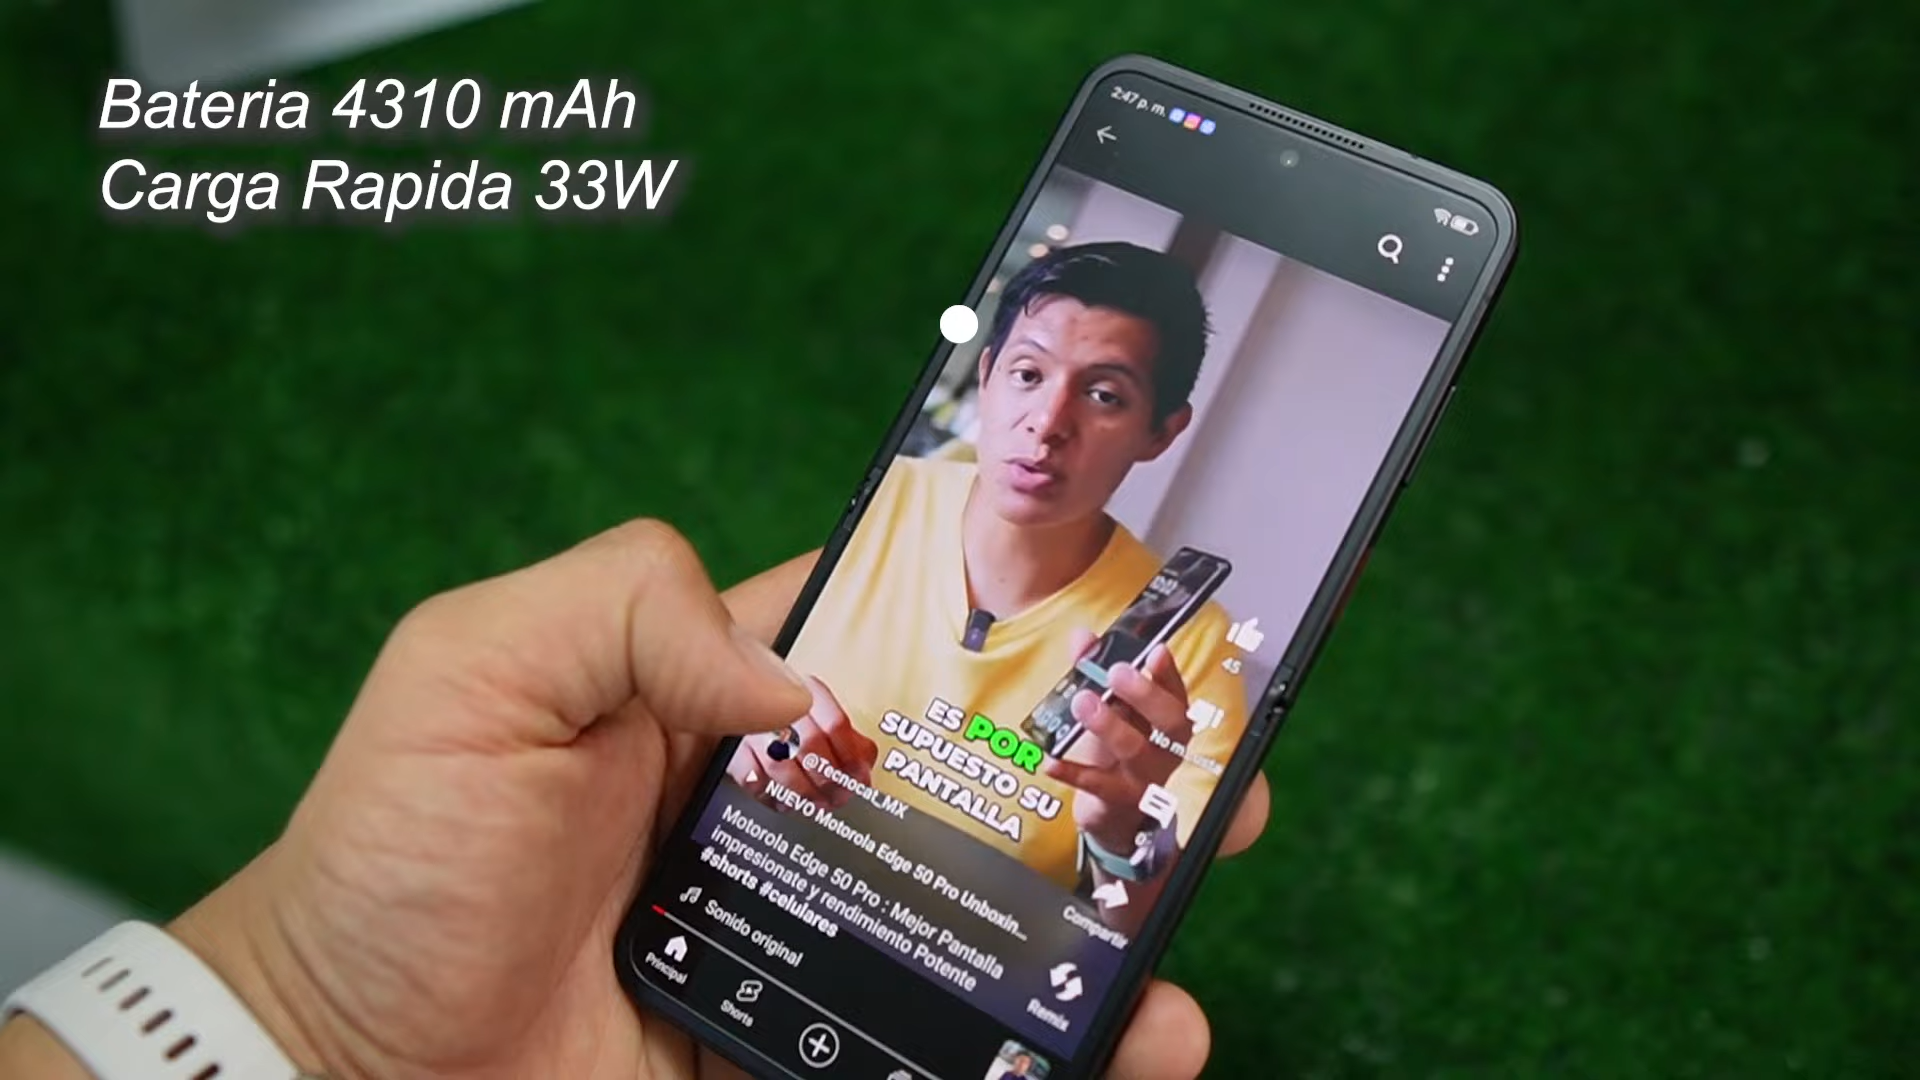 Bateria 4310 mAh
Carga Rapida 33W
2:47 p. m.
45
ES POR
SUPUESTO SU
PANTALLA
No m
@Tecnocat_MX
NUEVO Motorola Edge 50 Pro Unboxin...
Motorola Edge 50 Pro : Mejor Pantalla
impresionate y rendimiento Potente
#shorts #celulares
Compartir
Sonido original
Remix
Principal
Shorts